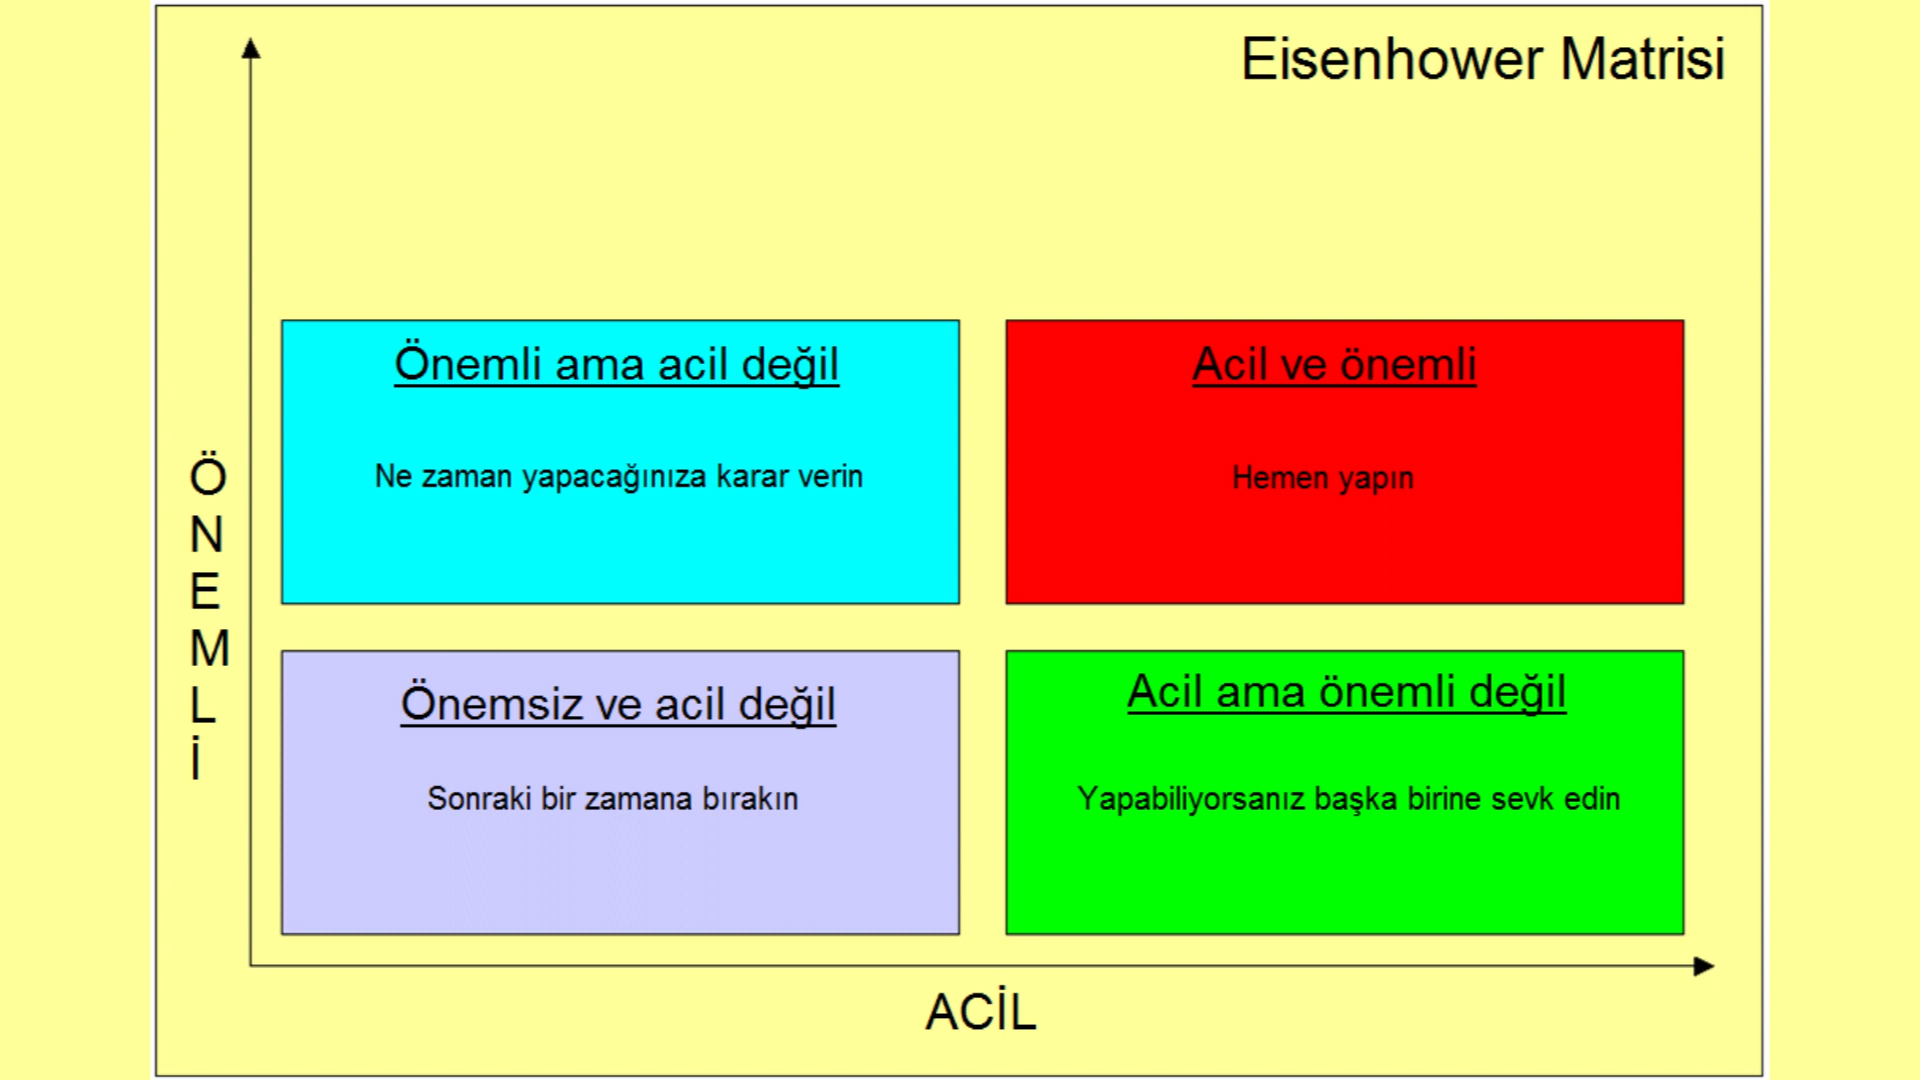 Eisenhower Matrisi
Önemli ama acil değil
Ne zaman yapacağınıza karar verin
Acil ve önemli
Hemen yapın
Önemsiz ve acil değil
Sonraki bir zamana bırakın
Acil ama önemli değil
Yapabiliyorsanız başka birine sevk edin
ÖNEMLİ
ACİL